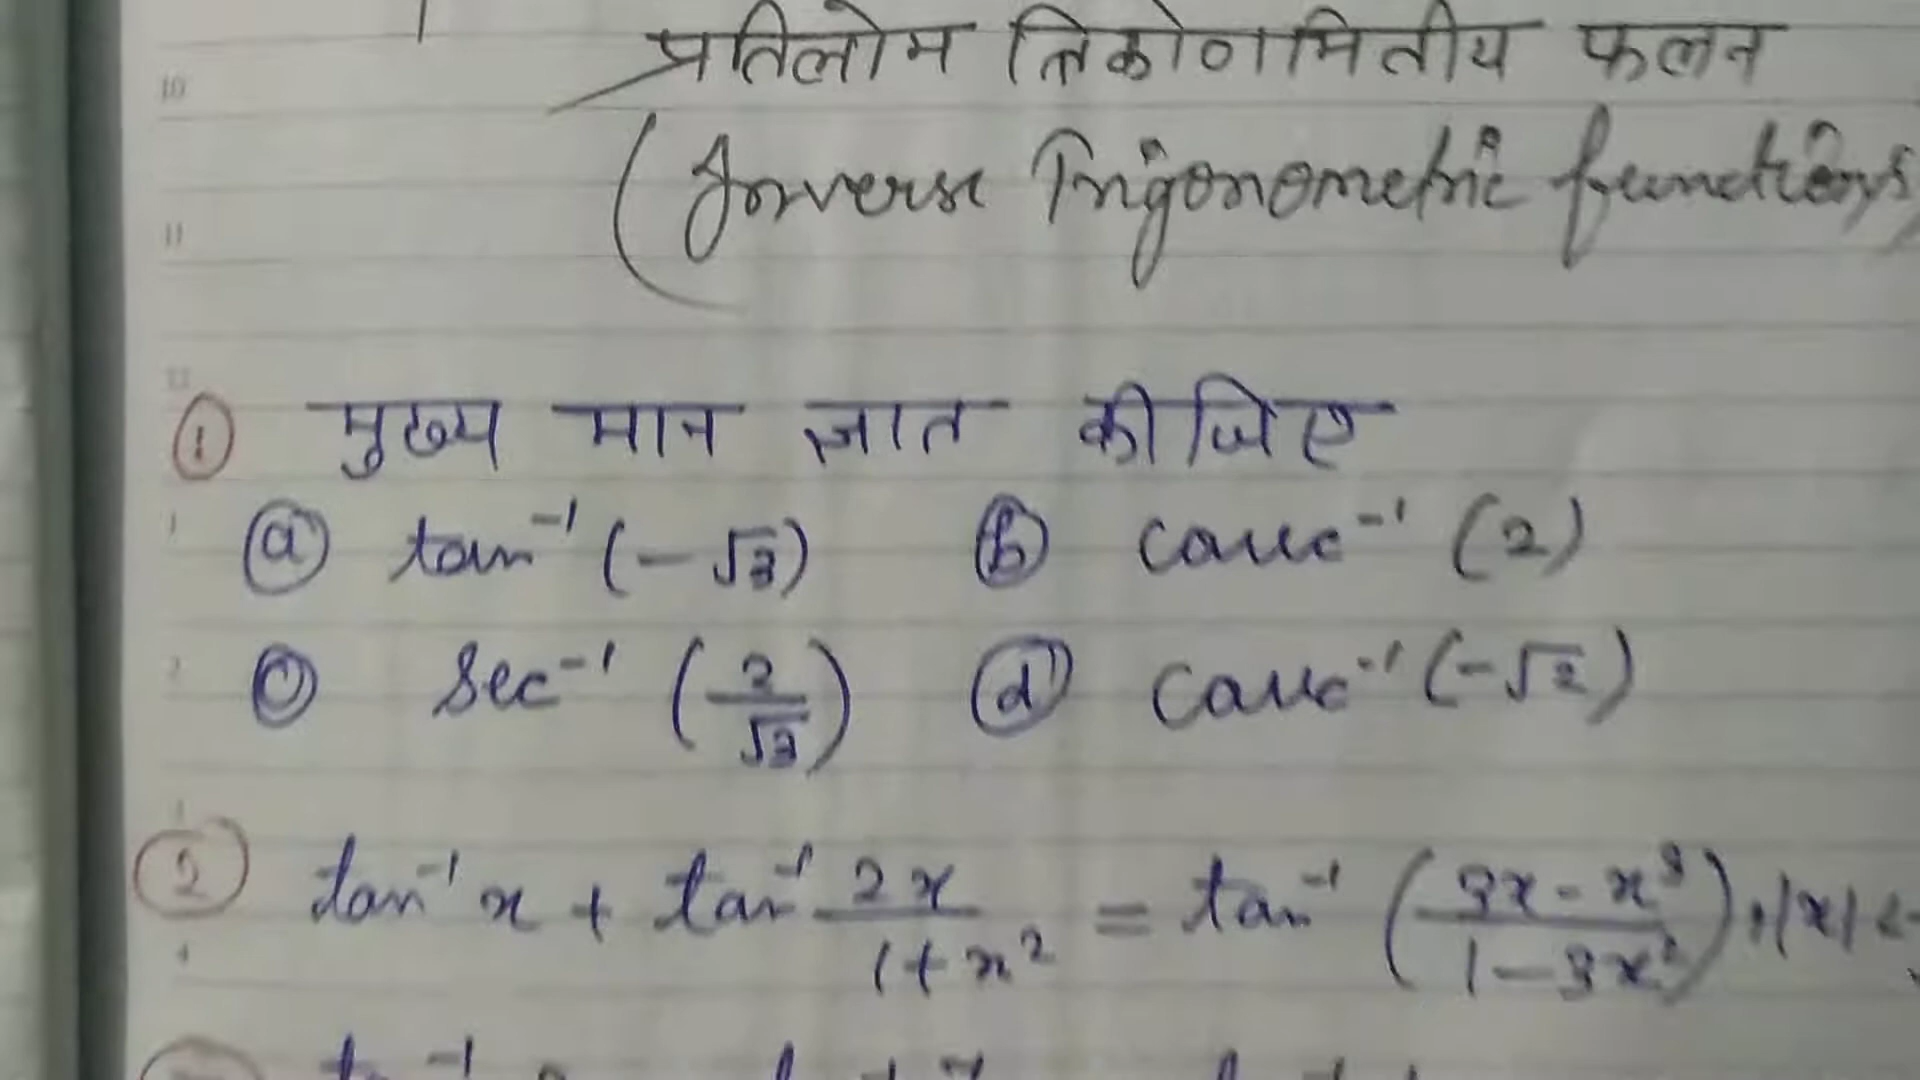 प्रतिलोम त्रिकोणमितीय फलन
(Inverse Trigonometric functions)
① मुख्य मान ज्ञात कीजिए
ⓐ tan⁻¹ (-√3) ⓑ cosec⁻¹ (2)
ⓒ sec⁻¹ (2/√3) ⓓ cosec⁻¹ (-√2)
② tan⁻¹ x + tan⁻¹ 2x/1+x² = tan⁻¹ (3x-x³/1-3x²), |x| <